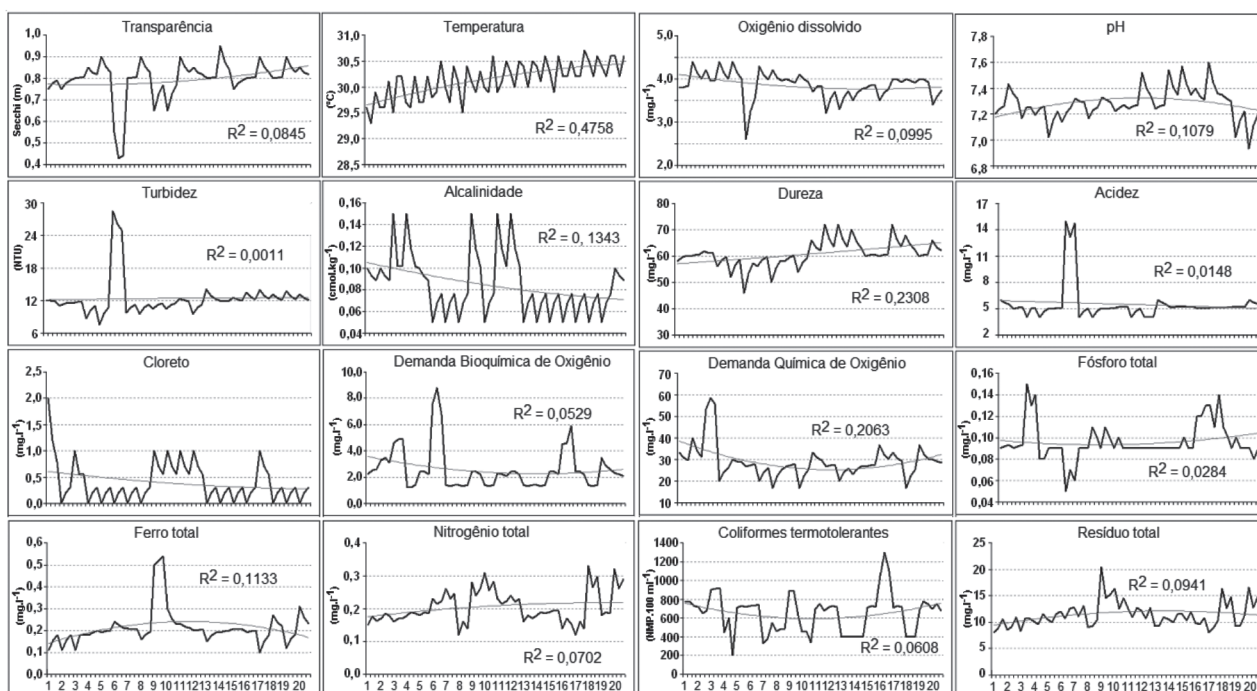 Transparência
Secchi (m)
1,0
0,9
0,8
0,7
0,6
0,5
0,4
R² = 0,0845
Temperatura
(ºC)
31,0
30,5
30,0
29,5
29,0
28,5
R² = 0,4758
Oxigênio dissolvido
(mg.l⁻¹)
5,0
4,0
3,0
2,0
R² = 0,0995
pH
7,8
7,6
7,4
7,2
7,0
6,8
R² = 0,1079
Turbidez
(NTU)
30
24
18
12
6
R² = 0,0011
Alcalinidade
(cmol.kg⁻¹)
0,16
0,14
0,12
0,10
0,08
0,06
0,04
R² = 0, 1343
Dureza
(mg.l⁻¹)
80
70
60
50
40
30
R² = 0,2308
Acidez
(mg.l⁻¹)
17
14
11
8
5
2
R² = 0,0148
Cloreto
(mg.l⁻¹)
2,5
2,0
1,5
1,0
0,5
0,0
Demanda Bioquímica de Oxigênio
(mg.l⁻¹)
10,0
8,0
6,0
4,0
2,0
0,0
R² = 0,0529
Demanda Química de Oxigênio
(mg.l⁻¹)
70
60
50
40
30
20
10
R² = 0,2063
Fósforo total
(mg.l⁻¹)
0,16
0,14
0,12
0,10
0,08
0,06
0,04
R² = 0,0284
Ferro total
(mg.l⁻¹)
0,6
0,5
0,4
0,3
0,2
0,1
0,0
R² = 0,1133
1 2 3 4 5 6 7 8 9 10 11 12 13 14 15 16 17 18 19 20
Nitrogênio total
(mg.l⁻¹)
0,4
0,3
0,2
0,1
0,0
R² = 0,0702
1 2 3 4 5 6 7 8 9 10 11 12 13 14 15 16 17 18 19 20
Coliformes termotolerantes
(NMP.100 ml⁻¹)
1400
1200
1000
800
600
400
200
0
R² = 0,0608
1 2 3 4 5 6 7 8 9 10 11 12 13 14 15 16 17 18 19 20
Resíduo total
(mg.l⁻¹)
25
20
15
10
5
0
R² = 0,0941
1 2 3 4 5 6 7 8 9 10 11 12 13 14 15 16 17 18 19 20